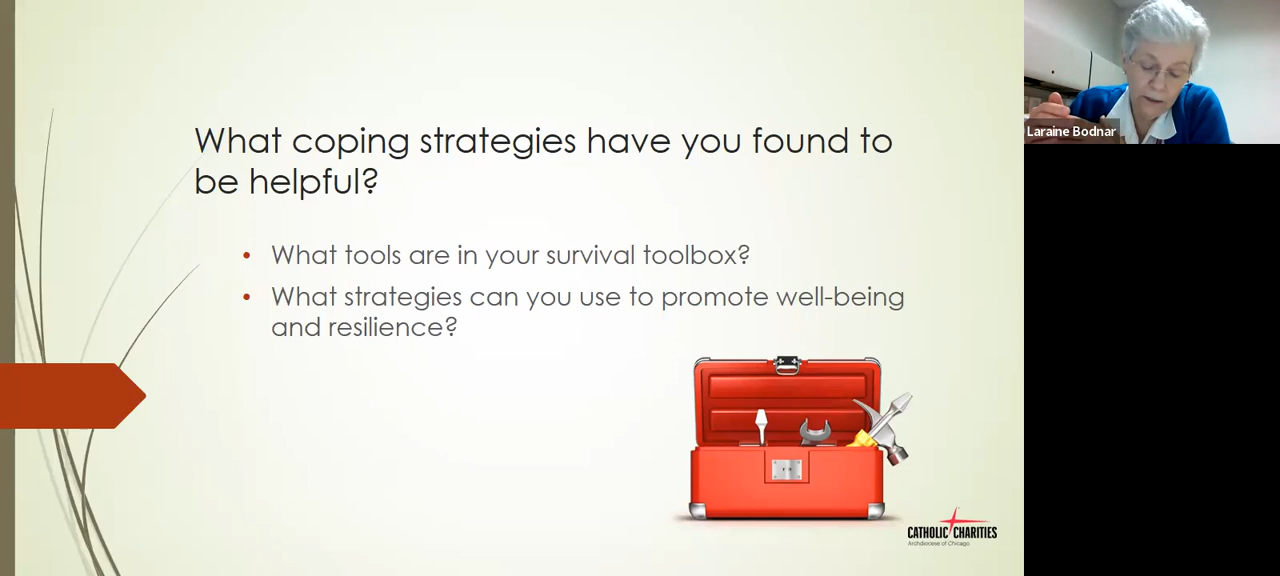 What coping strategies have you found to
be helpful?
• What tools are in your survival toolbox?
• What strategies can you use to promote well-being
and resilience?
CATHOLIC CHARITIES
Archdiocese of Chicago
Laraine Bodnar